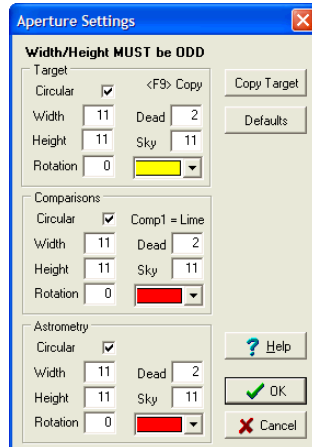 Aperture Settings
Width/Height MUST be ODD
Target
Circular <F9> Copy
Width 11 Dead 2
Height 11 Sky 11
Rotation 0
Copy Target
Defaults
Comparisons
Circular Comp1 = Lime
Width 11 Dead 2
Height 11 Sky 11
Rotation 0
Astrometry
Circular
Width 11 Dead 2
Height 11 Sky 11
Rotation 0
? Help
OK
Cancel